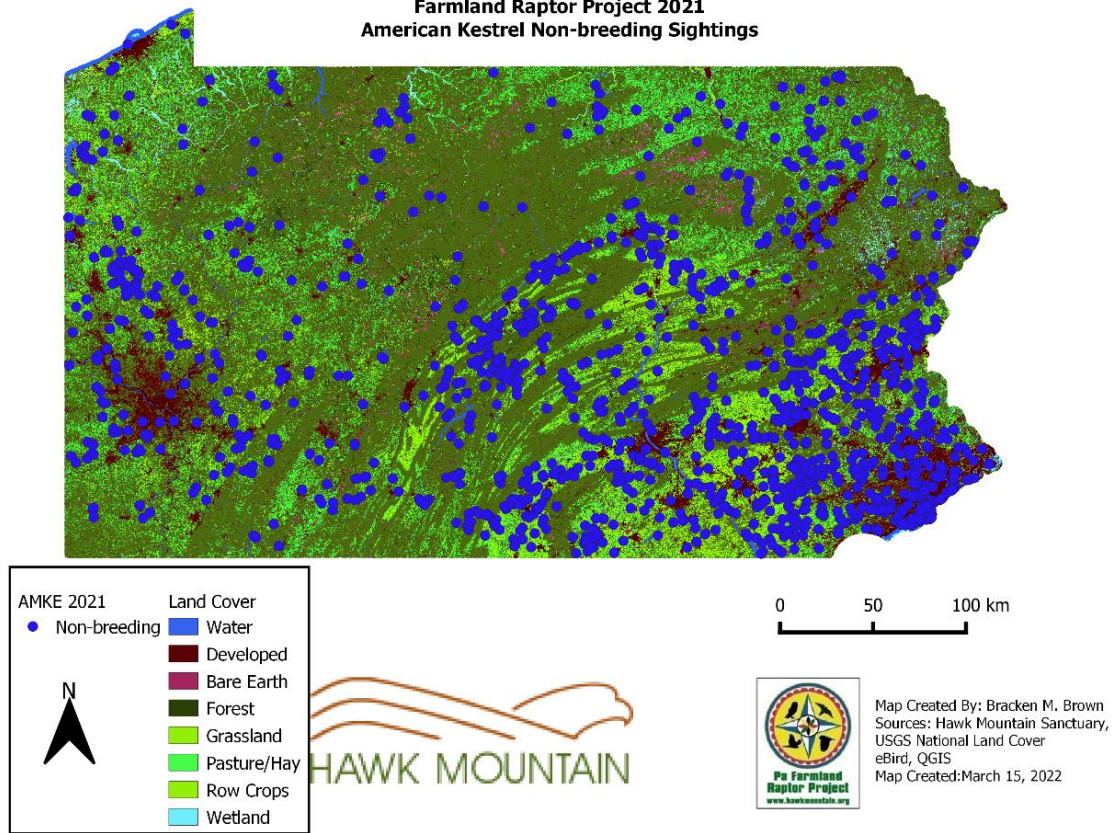 Farmland Raptor Project 2021
American Kestrel Non-breeding Sightings
AMKE 2021
Non-breeding
N
Land Cover
Water
Developed
Bare Earth
Forest
Grassland
Pasture/Hay
Row Crops
Wetland
HAWK MOUNTAIN
0 50 100 km
Pa Farmland
Raptor Project
www.hawkmountain.org
Map Created By: Bracken M. Brown
Sources: Hawk Mountain Sanctuary,
USGS National Land Cover
eBird, QGIS
Map Created:March 15, 2022